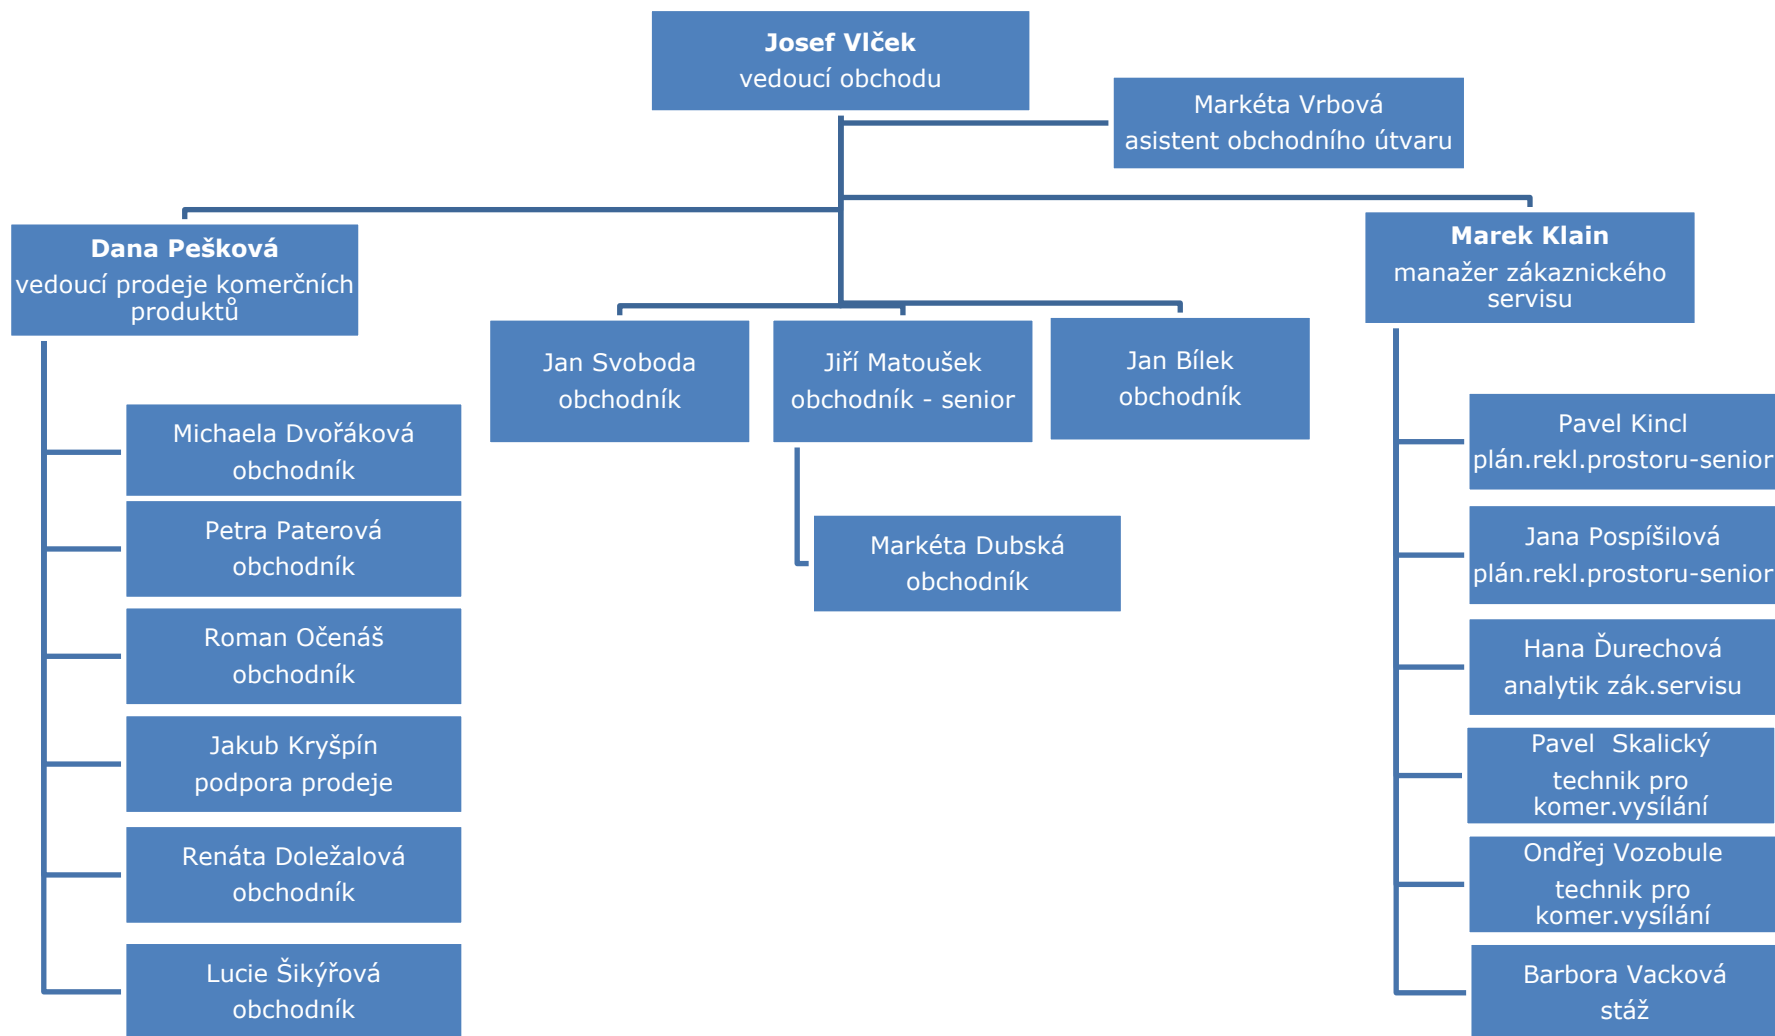 Josef Vlček
vedoucí obchodu
Markéta Vrbová
asistent obchodního útvaru
Dana Pešková
vedoucí prodeje komerčních
produktů
Marek Klain
manažer zákaznického
servisu
Jan Svoboda
obchodník
Jiří Matoušek
obchodník - senior
Jan Bílek
obchodník
Markéta Dubská
obchodník
Michaela Dvořáková
obchodník
Petra Paterová
obchodník
Roman Očenáš
obchodník
Jakub Kryšpín
podpora prodeje
Renáta Doležalová
obchodník
Lucie Šikýřová
obchodník
Pavel Kincl
plán.rekl.prostoru-senior
Jana Pospíšilová
plán.rekl.prostoru-senior
Hana Ďurechová
analytik zák.servisu
Pavel  Skalický
technik pro
komer.vysílání
Ondřej Vozobule
technik pro
komer.vysílání
Barbora Vacková
stáž